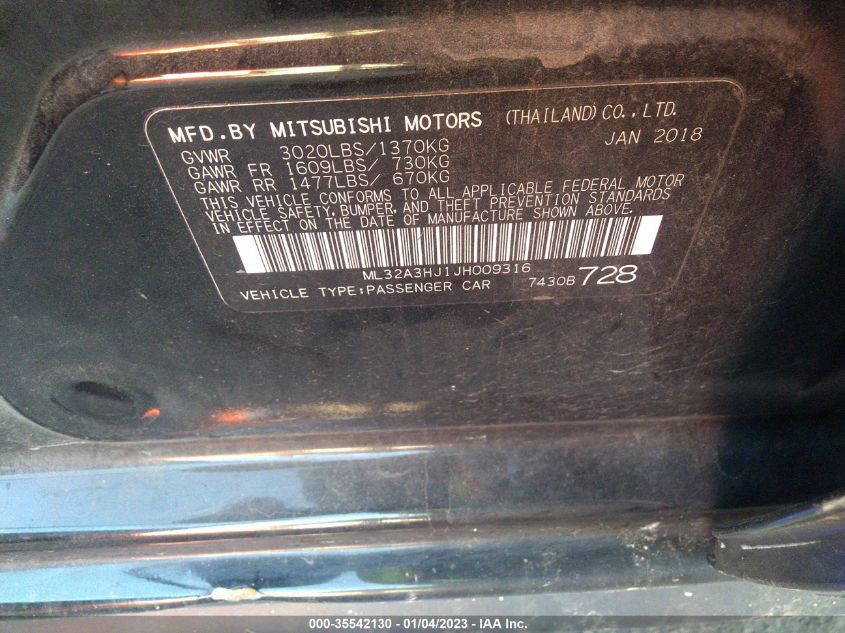 MFD.BY MITSUBISHI MOTORS (THAILAND) CO.,LTD.
JAN 2018
GVWR 3020LBS/1370KG
GAWR FR 1609LBS/ 730KG
GAWR RR 1477LBS/ 670KG
THIS VEHICLE CONFORMS TO ALL APPLICABLE FEDERAL MOTOR
VEHICLE SAFETY, BUMPER, AND THEFT PREVENTION STANDARDS
IN EFFECT ON THE DATE OF MANUFACTURE SHOWN ABOVE.
ML32A3HJ1JH009316
VEHICLE TYPE:PASSENGER CAR 7430B 728
000-35542130 - 01/04/2023 - IAA Inc.